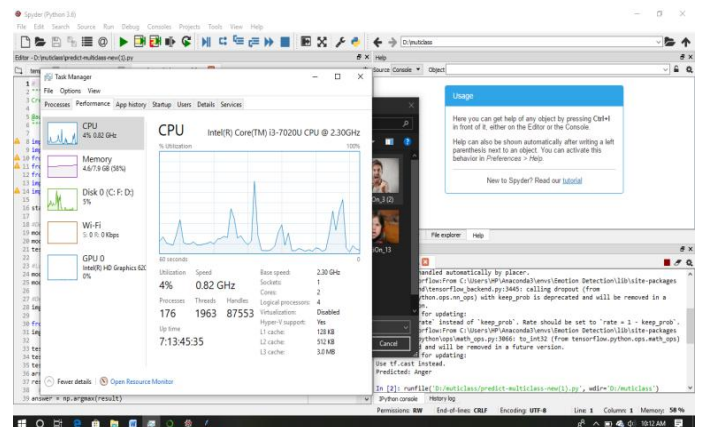 Spyder (Python 3.6)
File Edit Search Source Run Debug Consoles Projects Tools View Help
D:\muticlass
Editor - D:\muticlass\predict-multiclass-new(1).py
Help
Source Console Object
Task Manager
File Options View
Processes Performance App history Startup Users Details Services
CPU
4% 0.82 GHz
Memory
4.6/7.9 GB (58%)
Disk 0 (C: F: D:)
5%
Wi-Fi
S: 0 R: 0 Kbps
GPU 0
Intel(R) HD Graphics 620
0%
CPU
Intel(R) Core(TM) i3-7020U CPU @ 2.30GHz
% Utilization 100%
60 seconds 0
Utilization Speed
4% 0.82 GHz
Processes Threads Handles
176 1963 87553
Up time
7:13:45:35
Base speed: 2.30 GHz
Sockets: 1
Cores: 2
Logical processors: 4
Virtualization: Disabled
Hyper-V support: Yes
L1 cache: 128 KB
L2 cache: 512 KB
L3 cache: 3.0 MB
Fewer details Open Resource Monitor
39 answer = np.argmax(result)
On_3 (2)
On_13
Cancel
Usage
Here you can get help of any object by pressing Ctrl+I
in front of it, either on the Editor or the Console.
Help can also be shown automatically after writing a left
parenthesis next to an object. You can activate this
behavior in Preferences > Help.
New to Spyder? Read our tutorial
File explorer Help
handled automatically by placer.
rflow:From C:\Users\HP\Anaconda3\envs\Emotion Detection\lib\site-packages
nd\tensorflow_backend.py:3445: calling dropout (from
ython.ops.nn_ops) with keep_prob is deprecated and will be removed in a
for updating:
rate` instead of `keep_prob`. Rate should be set to `rate = 1 - keep_prob`.
rflow:From C:\Users\HP\Anaconda3\envs\Emotion Detection\lib\site-packages
ython\ops\math_ops.py:3066: to_int32 (from tensorflow.python.ops.math_ops)
d and will be removed in a future version.
for updating:
Use tf.cast instead.
Predicted: Anger
In [2]: runfile('D:/muticlass/predict-multiclass-new(1).py', wdir='D:/muticlass')
IPython console History log
Permissions: RW End-of-lines: CRLF Encoding: UTF-8 Line: 1 Column: 1 Memory: 58 %
10:12 AM